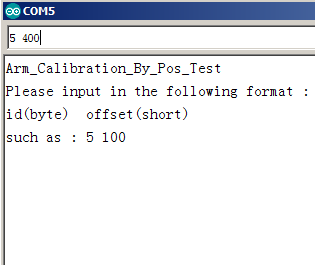 COM5
5 400
Arm_Calibration_By_Pos_Test
Please input in the following format :
id(byte)  offset(short)
such as : 5 100